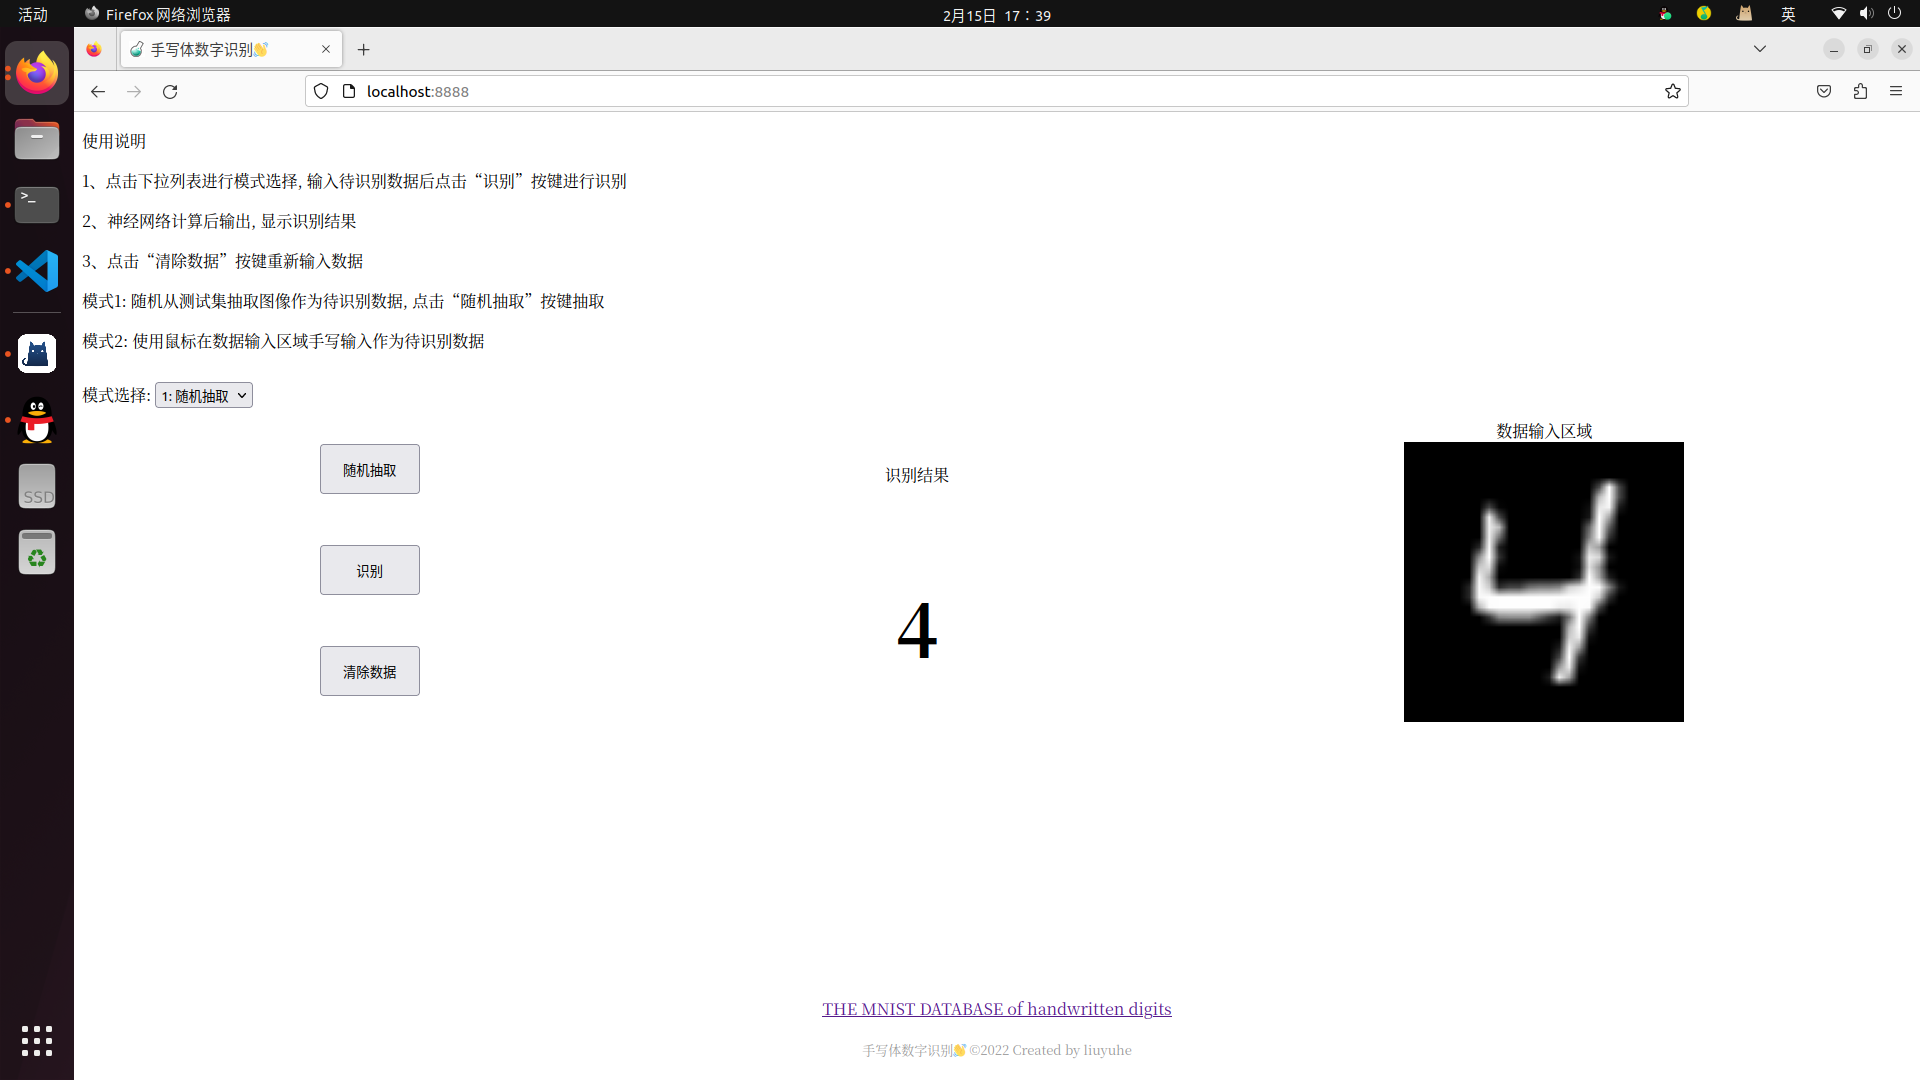 活动
Firefox 网络浏览器
2月15日 17：39
英
手写体数字识别👋
localhost:8888
使用说明
1、点击下拉列表进行模式选择, 输入待识别数据后点击“识别”按键进行识别
2、神经网络计算后输出, 显示识别结果
3、点击“清除数据”按键重新输入数据
模式1: 随机从测试集抽取图像作为待识别数据, 点击“随机抽取”按键抽取
模式2: 使用鼠标在数据输入区域手写输入作为待识别数据
模式选择: 1: 随机抽取
随机抽取
识别
清除数据
识别结果
4
数据输入区域
4
SSD
THE MNIST DATABASE of handwritten digits
手写体数字识别👋 ©2022 Created by liuyuhe